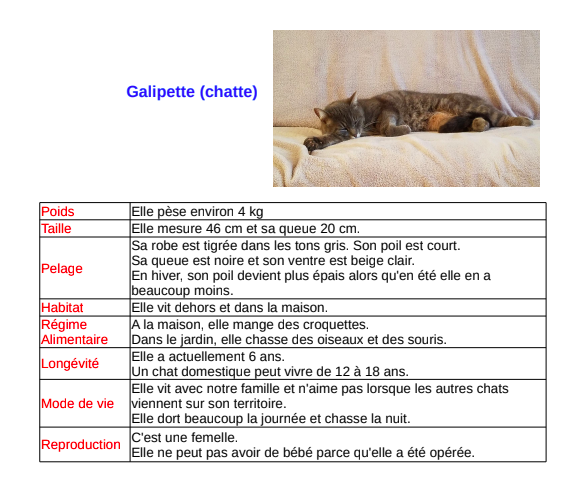 Galipette (chatte)
Poids
Elle pèse environ 4 kg
Taille
Elle mesure 46 cm et sa queue 20 cm.
Pelage
Sa robe est tigrée dans les tons gris. Son poil est court.
Sa queue est noire et son ventre est beige clair.
En hiver, son poil devient plus épais alors qu'en été elle en a
beaucoup moins.
Habitat
Elle vit dehors et dans la maison.
Régime
Alimentaire
A la maison, elle mange des croquettes.
Dans le jardin, elle chasse des oiseaux et des souris.
Longévité
Elle a actuellement 6 ans.
Un chat domestique peut vivre de 12 à 18 ans.
Mode de vie
Elle vit avec notre famille et n'aime pas lorsque les autres chats
viennent sur son territoire.
Elle dort beaucoup la journée et chasse la nuit.
Reproduction
C'est une femelle.
Elle ne peut pas avoir de bébé parce qu'elle a été opérée.